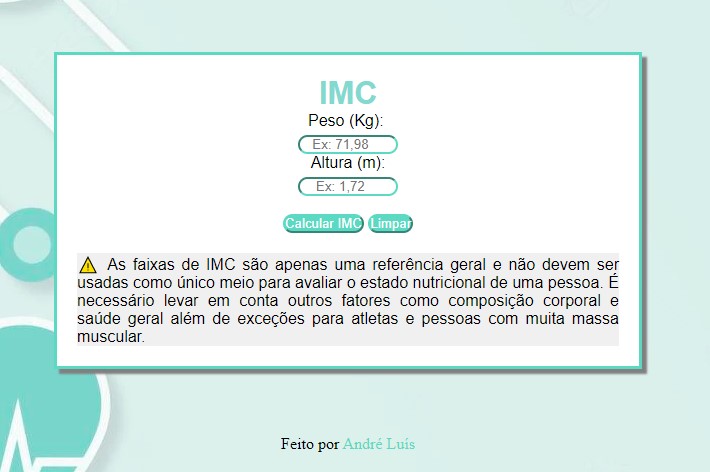 IMC
Peso (Kg):
Ex: 71,98
Altura (m):
Ex: 1,72
Calcular IMC Limpar
⚠ As faixas de IMC são apenas uma referência geral e não devem ser
usadas como único meio para avaliar o estado nutricional de uma pessoa. É
necessário levar em conta outros fatores como composição corporal e
saúde geral além de exceções para atletas e pessoas com muita massa
muscular.
Feito por André Luís